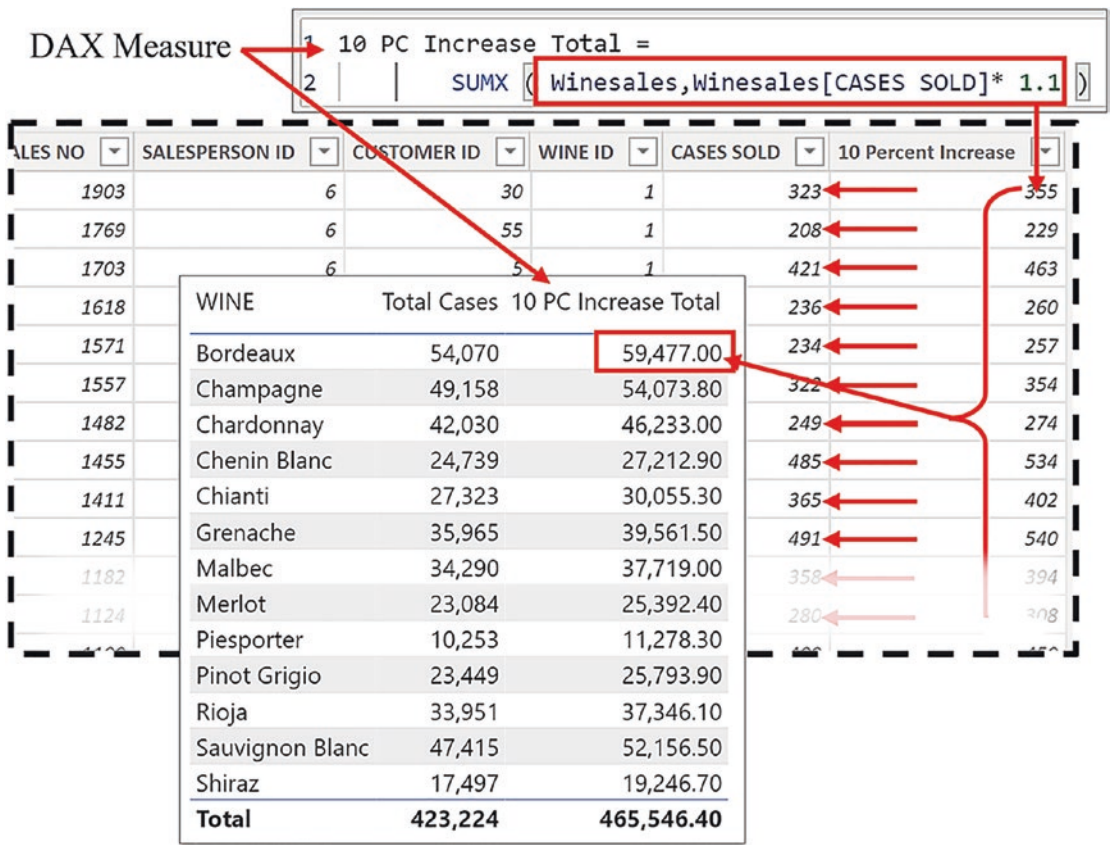 DAX Measure
1 10 PC Increase Total =
2 SUMX ( Winesales,Winesales[CASES SOLD]* 1.1 )
ALES NO SALESPERSON ID CUSTOMER ID WINE ID CASES SOLD 10 Percent Increase
1903 6 30 1 323 355
1769 6 55 1 208 229
1703 6 5 1 421 463
1618 236 260
1571 234 257
1557 322 354
1482 249 274
1455 485 534
1411 365 402
1245 491 540
1182 358 394
1124 280 308
WINE Total Cases 10 PC Increase Total
Bordeaux 54,070 59,477.00
Champagne 49,158 54,073.80
Chardonnay 42,030 46,233.00
Chenin Blanc 24,739 27,212.90
Chianti 27,323 30,055.30
Grenache 35,965 39,561.50
Malbec 34,290 37,719.00
Merlot 23,084 25,392.40
Piesporter 10,253 11,278.30
Pinot Grigio 23,449 25,793.90
Rioja 33,951 37,346.10
Sauvignon Blanc 47,415 52,156.50
Shiraz 17,497 19,246.70
Total 423,224 465,546.40